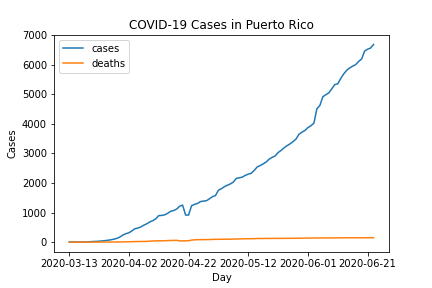 COVID-19 Cases in Puerto Rico
cases
deaths
7000
6000
5000
4000
3000
2000
1000
0
Cases
2020-03-13 2020-04-02 2020-04-22 2020-05-12 2020-06-01 2020-06-21
Day